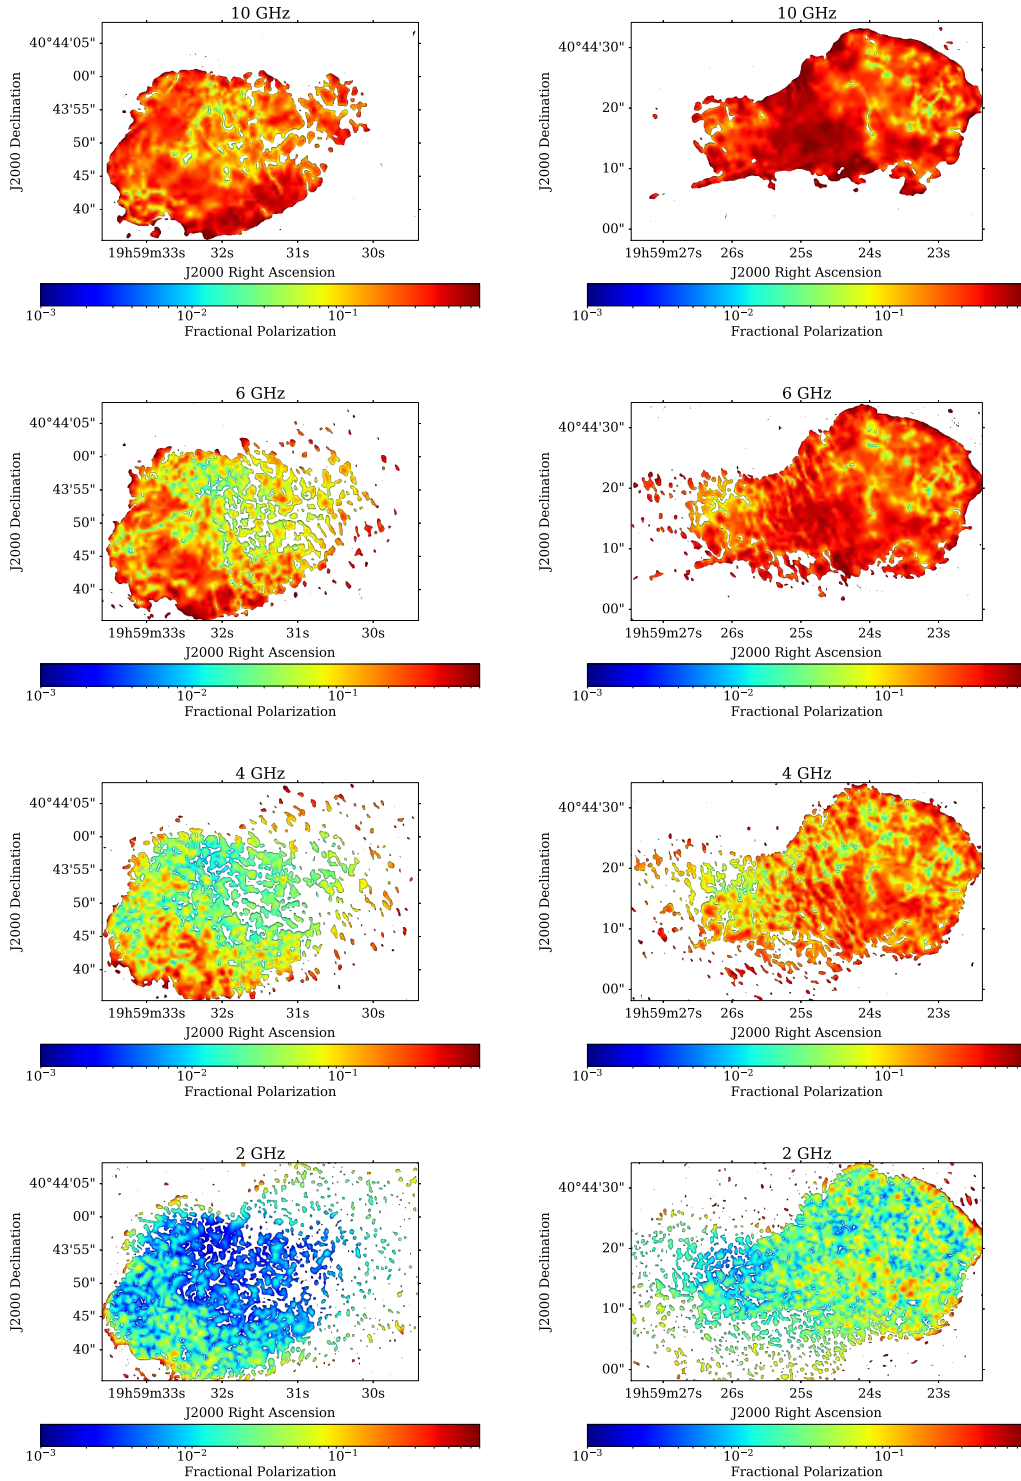 10 GHz
40°44'05"
00"
43'55"
50"
45"
40"
J2000 Declination
19h59m33s 32s 31s 30s
J2000 Right Ascension
10⁻³ 10⁻² 10⁻¹
Fractional Polarization
10 GHz
40°44'30"
20"
10"
00"
J2000 Declination
19h59m27s 26s 25s 24s 23s
J2000 Right Ascension
10⁻³ 10⁻² 10⁻¹
Fractional Polarization
6 GHz
40°44'05"
00"
43'55"
50"
45"
40"
J2000 Declination
19h59m33s 32s 31s 30s
J2000 Right Ascension
10⁻³ 10⁻² 10⁻¹
Fractional Polarization
6 GHz
40°44'30"
20"
10"
00"
J2000 Declination
19h59m27s 26s 25s 24s 23s
J2000 Right Ascension
10⁻³ 10⁻² 10⁻¹
Fractional Polarization
4 GHz
40°44'05"
00"
43'55"
50"
45"
40"
J2000 Declination
19h59m33s 32s 31s 30s
J2000 Right Ascension
10⁻³ 10⁻² 10⁻¹
Fractional Polarization
4 GHz
40°44'30"
20"
10"
00"
J2000 Declination
19h59m27s 26s 25s 24s 23s
J2000 Right Ascension
10⁻³ 10⁻² 10⁻¹
Fractional Polarization
2 GHz
40°44'05"
00"
43'55"
50"
45"
40"
J2000 Declination
19h59m33s 32s 31s 30s
J2000 Right Ascension
10⁻³ 10⁻² 10⁻¹
Fractional Polarization
2 GHz
40°44'30"
20"
10"
00"
J2000 Declination
19h59m27s 26s 25s 24s 23s
J2000 Right Ascension
10⁻³ 10⁻² 10⁻¹
Fractional Polarization